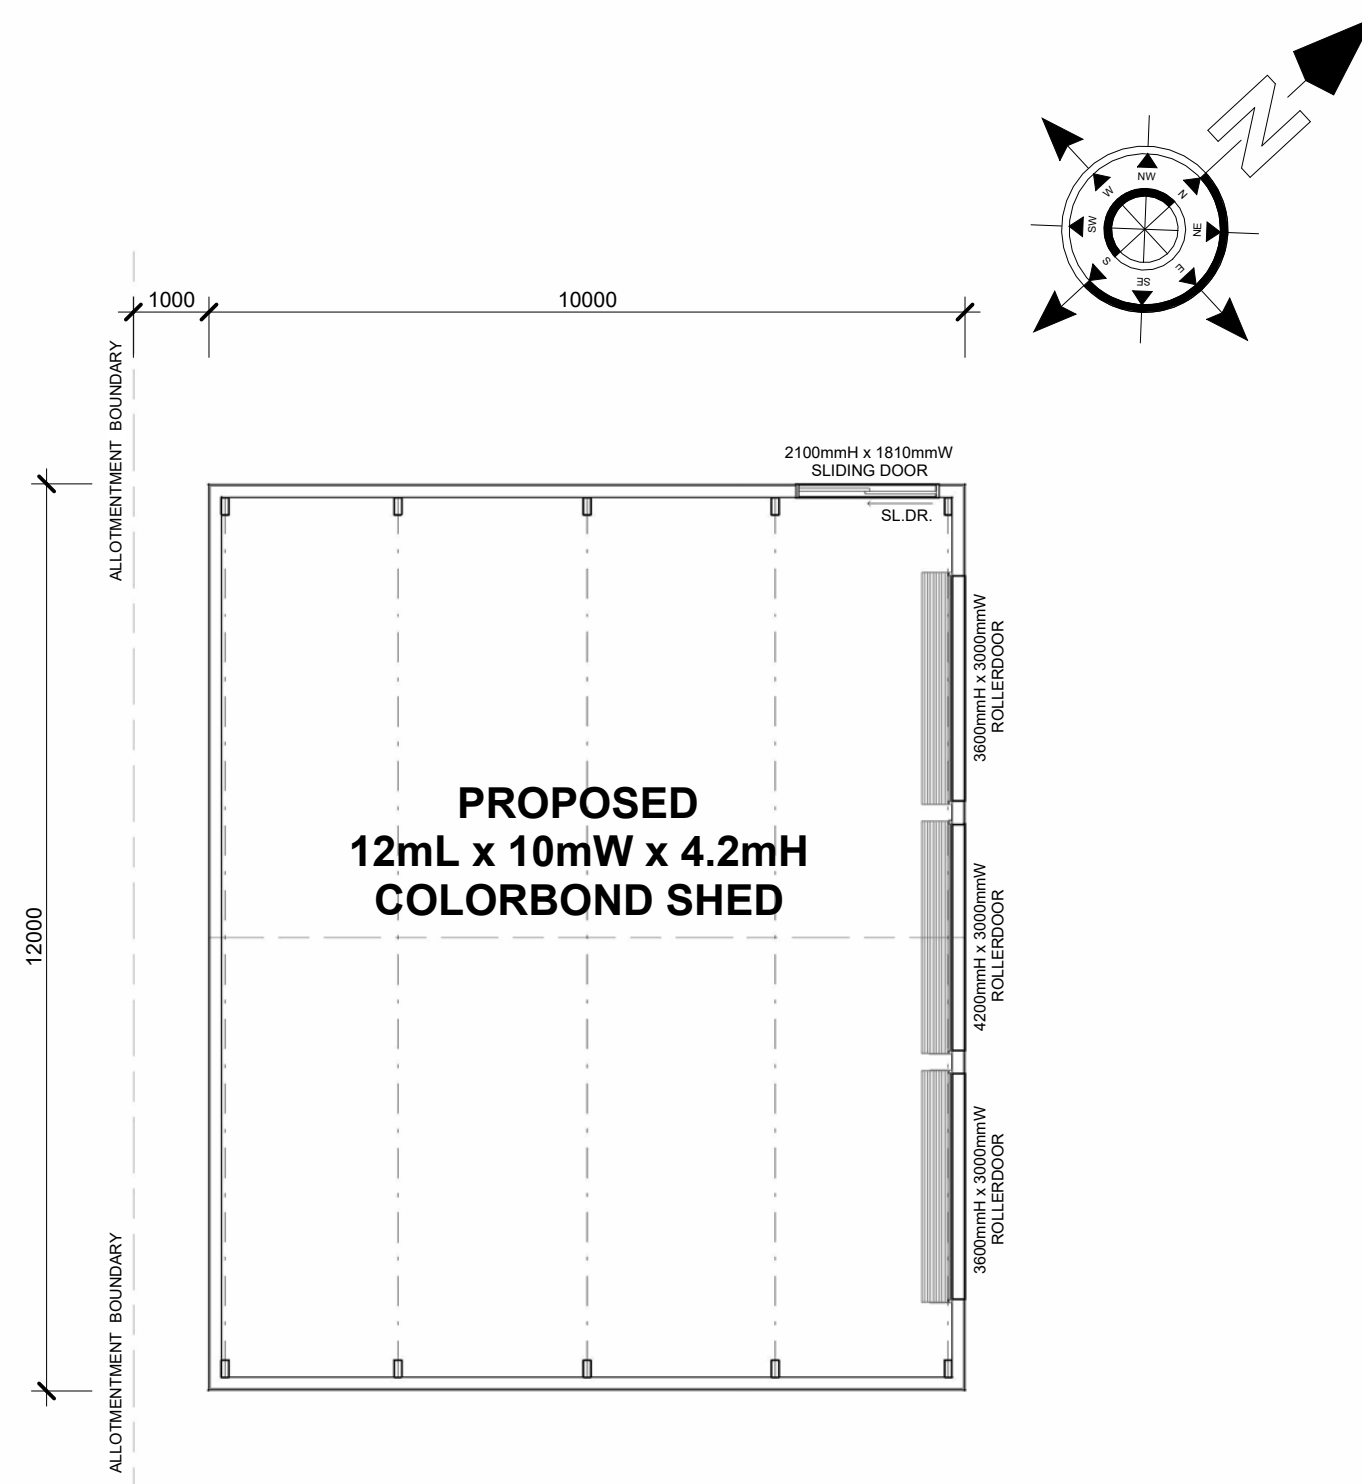 N
NW
N
W
NE
SW
E
S
SE
1000
10000
ALLOTMENTMENT BOUNDARY
2100mmH x 1810mmW
SLIDING DOOR
SL.DR.
3600mmH x 3000mmW
ROLLERDOOR
PROPOSED
12mL x 10mW x 4.2mH
COLORBOND SHED
12000
4200mmH x 3000mmW
ROLLERDOOR
3600mmH x 3000mmW
ROLLERDOOR
ALLOTMENTMENT BOUNDARY